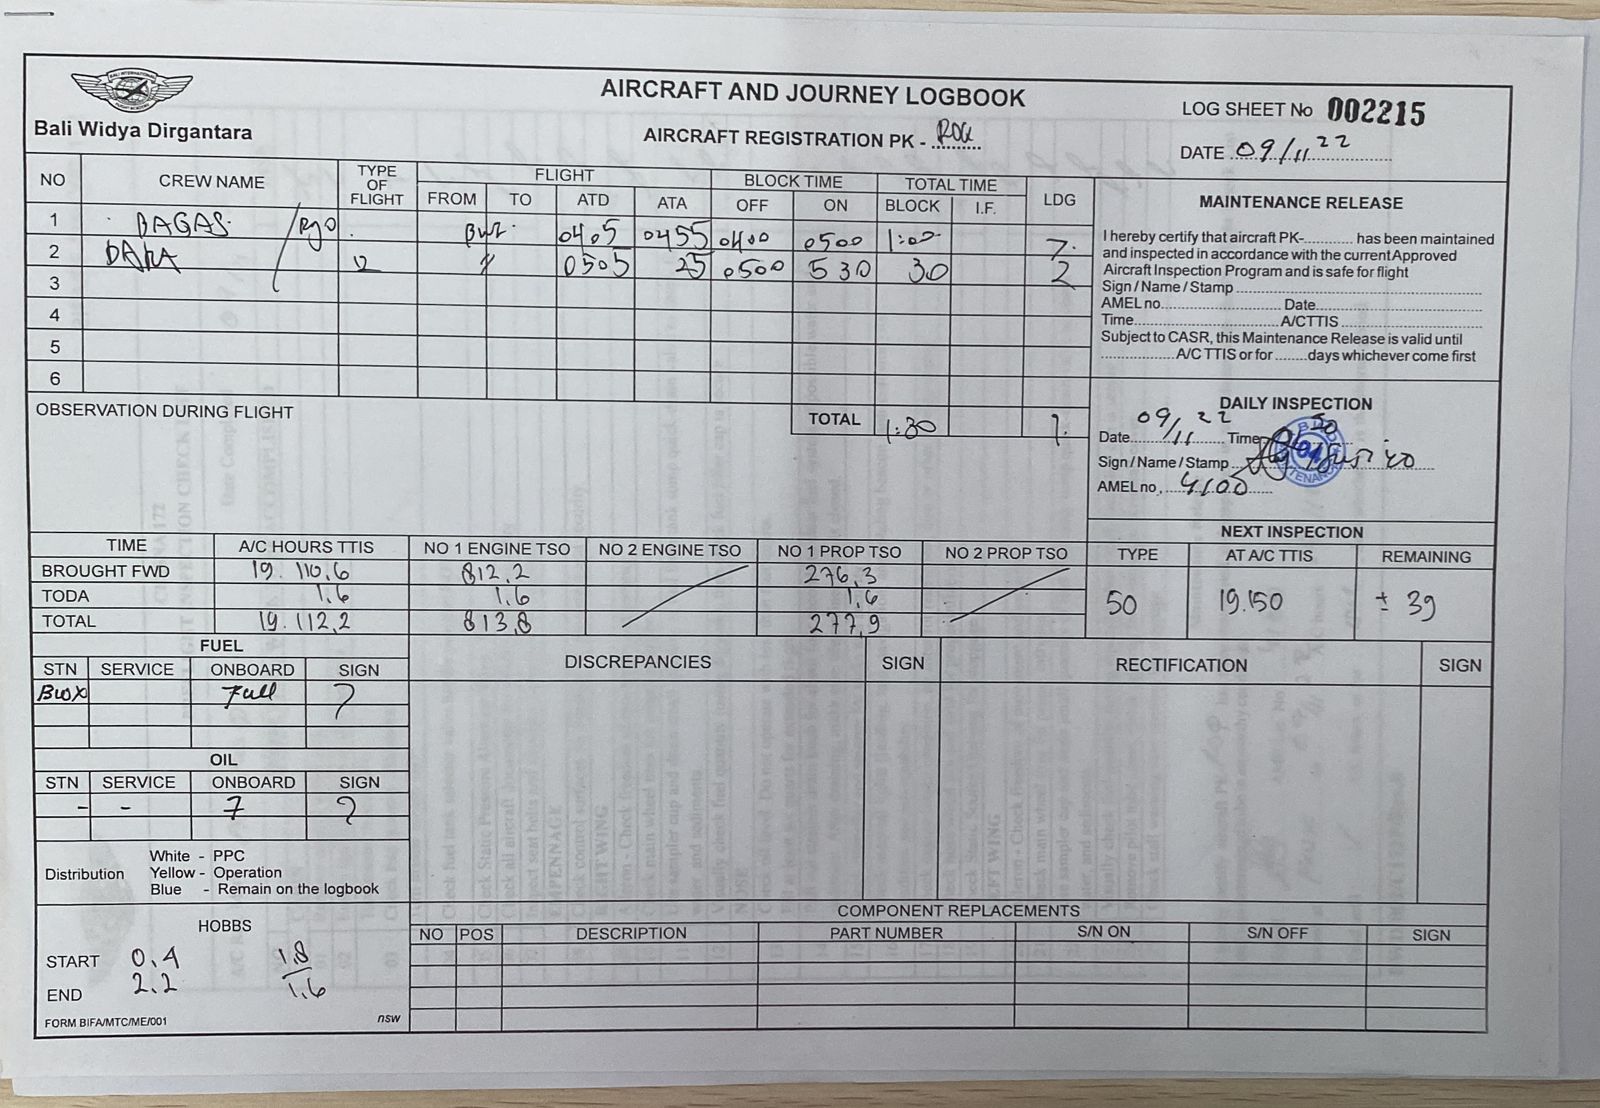 AIRCRAFT AND JOURNEY LOGBOOK
LOG SHEET No 002215
Bali Widya Dirgantara
AIRCRAFT REGISTRATION PK - ROG
DATE 09/11 22
NO CREW NAME TYPE OF FLIGHT FLIGHT BLOCK TIME TOTAL TIME LDG
FROM TO ATD ATA OFF ON BLOCK I.F.
1 BAGAS / Ryo 0405 0455 0400 0500 1:00 7
2 12 0505 25 0500 530 30 2
3
4
5
6
TOTAL 1:30
MAINTENANCE RELEASE
I hereby certify that aircraft PK-............ has been maintained
and inspected in accordance with the current Approved
Aircraft Inspection Program and is safe for flight
Sign / Name / Stamp
AMEL no. Date
Time A/CTTIS
Subject to CASR, this Maintenance Release is valid until
A/C TTIS or for ........days whichever come first
OBSERVATION DURING FLIGHT
DAILY INSPECTION
Date 09/11 22 Time
Sign / Name / Stamp
AMEL no. 4100
NEXT INSPECTION
TYPE AT A/C TTIS REMAINING
50 19.150 ± 39
TIME A/C HOURS TTIS NO 1 ENGINE TSO NO 2 ENGINE TSO NO 1 PROP TSO NO 2 PROP TSO
BROUGHT FWD 19.110,6 812,2 276,3
TODA 1,6 1,6 1,6
TOTAL 19.112,2 813,8 277,9
FUEL
STN SERVICE ONBOARD SIGN
BWX Full
OIL
STN SERVICE ONBOARD SIGN
- - 7
DISCREPANCIES SIGN RECTIFICATION SIGN
Distribution White - PPC
Yellow - Operation
Blue - Remain on the logbook
HOBBS
START 0.4 1.8
END 2.2 1.6
FORM BIFA/MTC/ME/001 nsw
COMPONENT REPLACEMENTS
NO POS DESCRIPTION PART NUMBER S/N ON S/N OFF SIGN